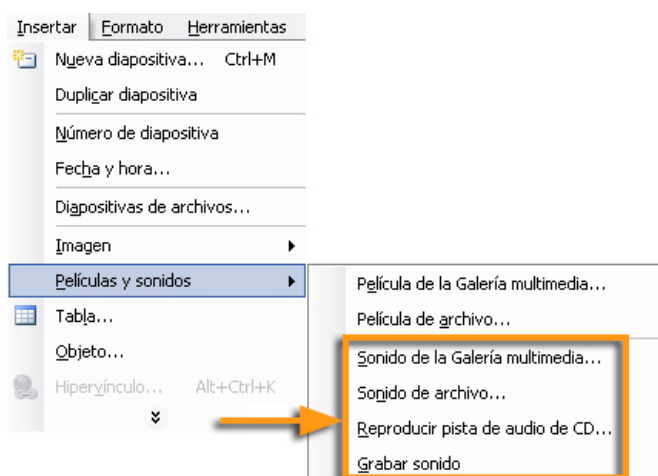 Insertar Formato Herramientas
Nueva diapositiva... Ctrl+M
Duplicar diapositiva
Número de diapositiva
Fecha y hora...
Diapositivas de archivos...
Imagen
Películas y sonidos
Tabla...
Objeto...
Hipervínculo... Alt+Ctrl+K
Película de la Galería multimedia...
Película de archivo...
Sonido de la Galería multimedia...
Sonido de archivo...
Reproducir pista de audio de CD...
Grabar sonido